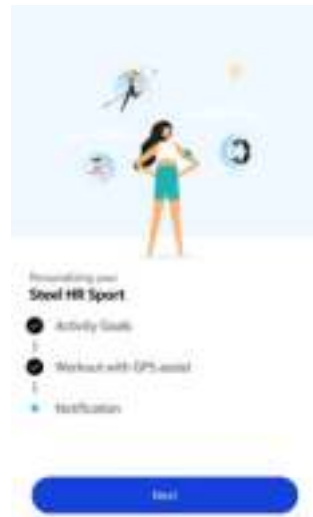 Personalizing your
Steel HR Sport
Activity Goals
Workout with GPS assist
Notification
Next